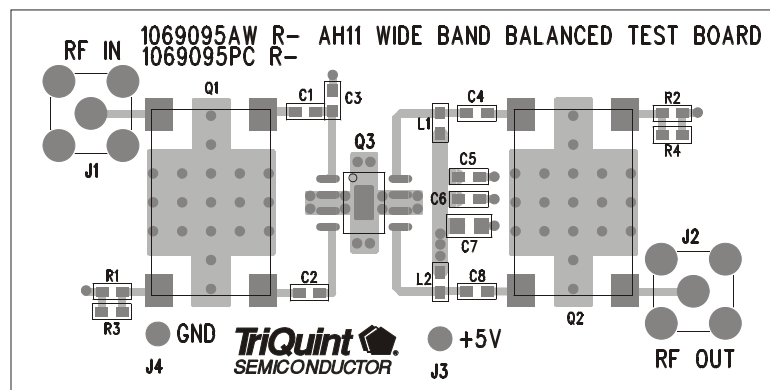 1069095AW R- AH11 WIDE BAND BALANCED TEST BOARD
1069095PC R-
RF IN
J1
Q1
C1
C3
Q3
L1
C4
R2
R4
C5
C6
C7
J2
R1
R3
C2
L2
C8
Q2
GND
J4
TriQuint
SEMICONDUCTOR
+5V
J3
RF OUT